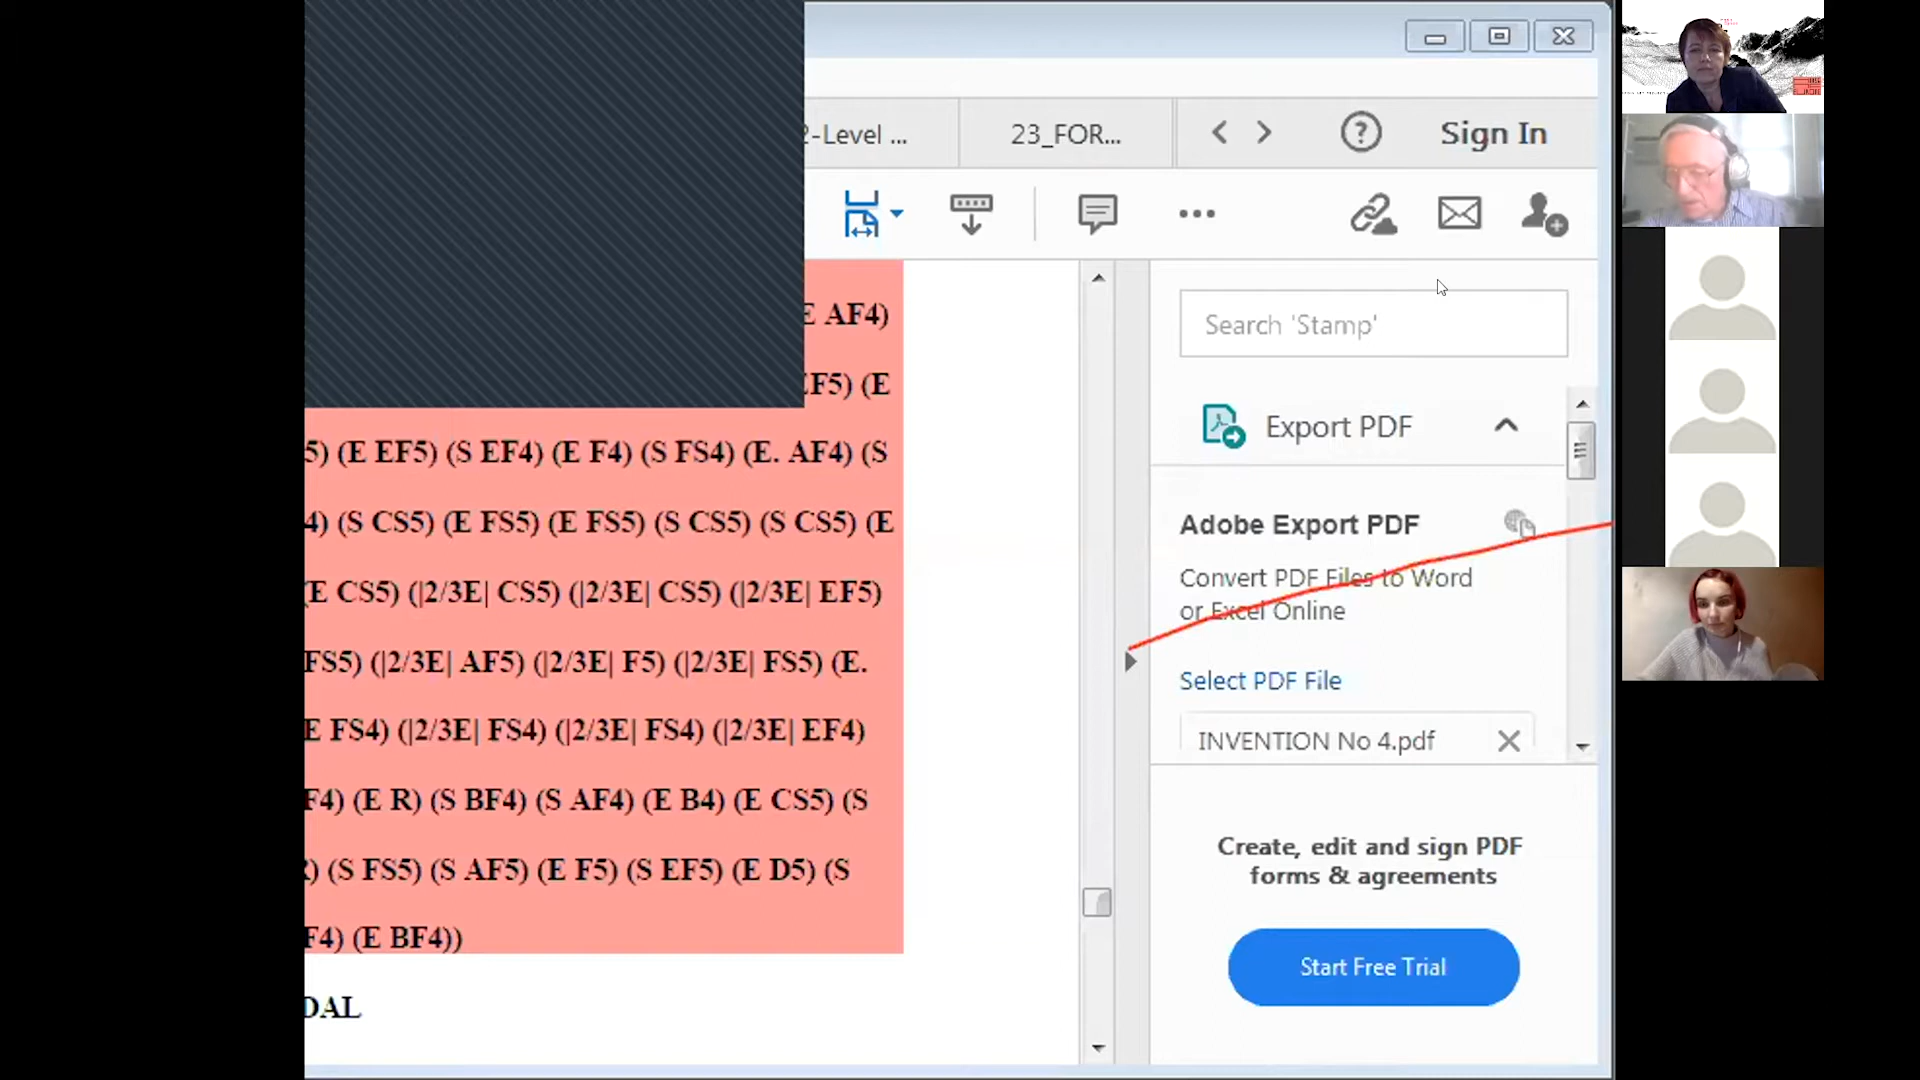 2-Level ...
23_FOR...
Sign In
E AF4)
EF5) (E
5) (E EF5) (S EF4) (E F4) (S FS4) (E. AF4) (S
4) (S CS5) (E FS5) (E FS5) (S CS5) (S CS5) (E
(E CS5) (|2/3E| CS5) (|2/3E| CS5) (|2/3E| EF5)
FS5) (|2/3E| AF5) (|2/3E| F5) (|2/3E| FS5) (E.
E FS4) (|2/3E| FS4) (|2/3E| FS4) (|2/3E| EF4)
F4) (E R) (S BF4) (S AF4) (E B4) (E CS5) (S
R) (S FS5) (S AF5) (E F5) (S EF5) (E D5) (S
F4) (E BF4))
DAL
Search 'Stamp'
Export PDF
Adobe Export PDF
Convert PDF Files to Word
or Excel Online
Select PDF File
INVENTION No 4.pdf
Create, edit and sign PDF
forms & agreements
Start Free Trial